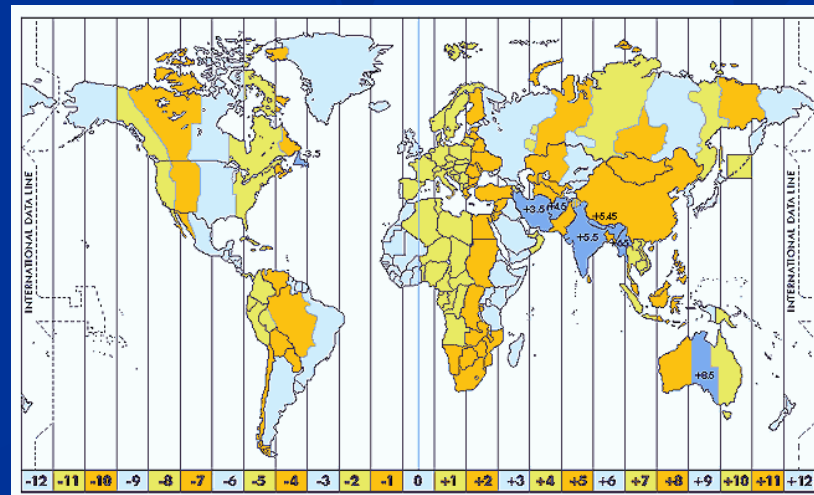 -3.5
+3.5
+4.5
+5.45
+5.5
+6.5
+8.5
INTERNATIONAL DATA LINE
INTERNATIONAL DATA LINE
-12 -11 -10 -9 -8 -7 -6 -5 -4 -3 -2 -1 0 +1 +2 +3 +4 +5 +6 +7 +8 +9 +10 +11 +12